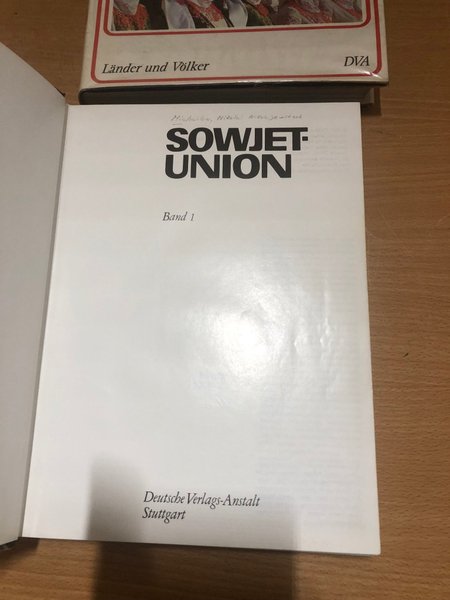 Länder und Völker DVA
SOWJET-
UNION
Band 1
Deutsche Verlags-Anstalt
Stuttgart